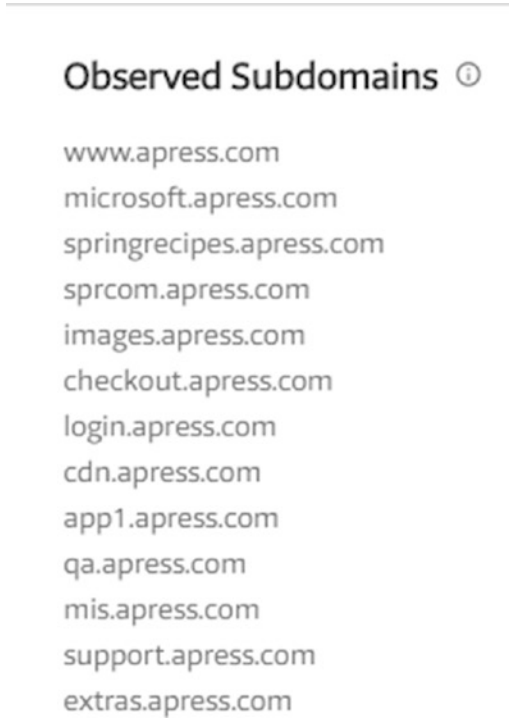 Observed Subdomains
www.apress.com
microsoft.apress.com
springrecipes.apress.com
sprcom.apress.com
images.apress.com
checkout.apress.com
login.apress.com
cdn.apress.com
app1.apress.com
qa.apress.com
mis.apress.com
support.apress.com
extras.apress.com